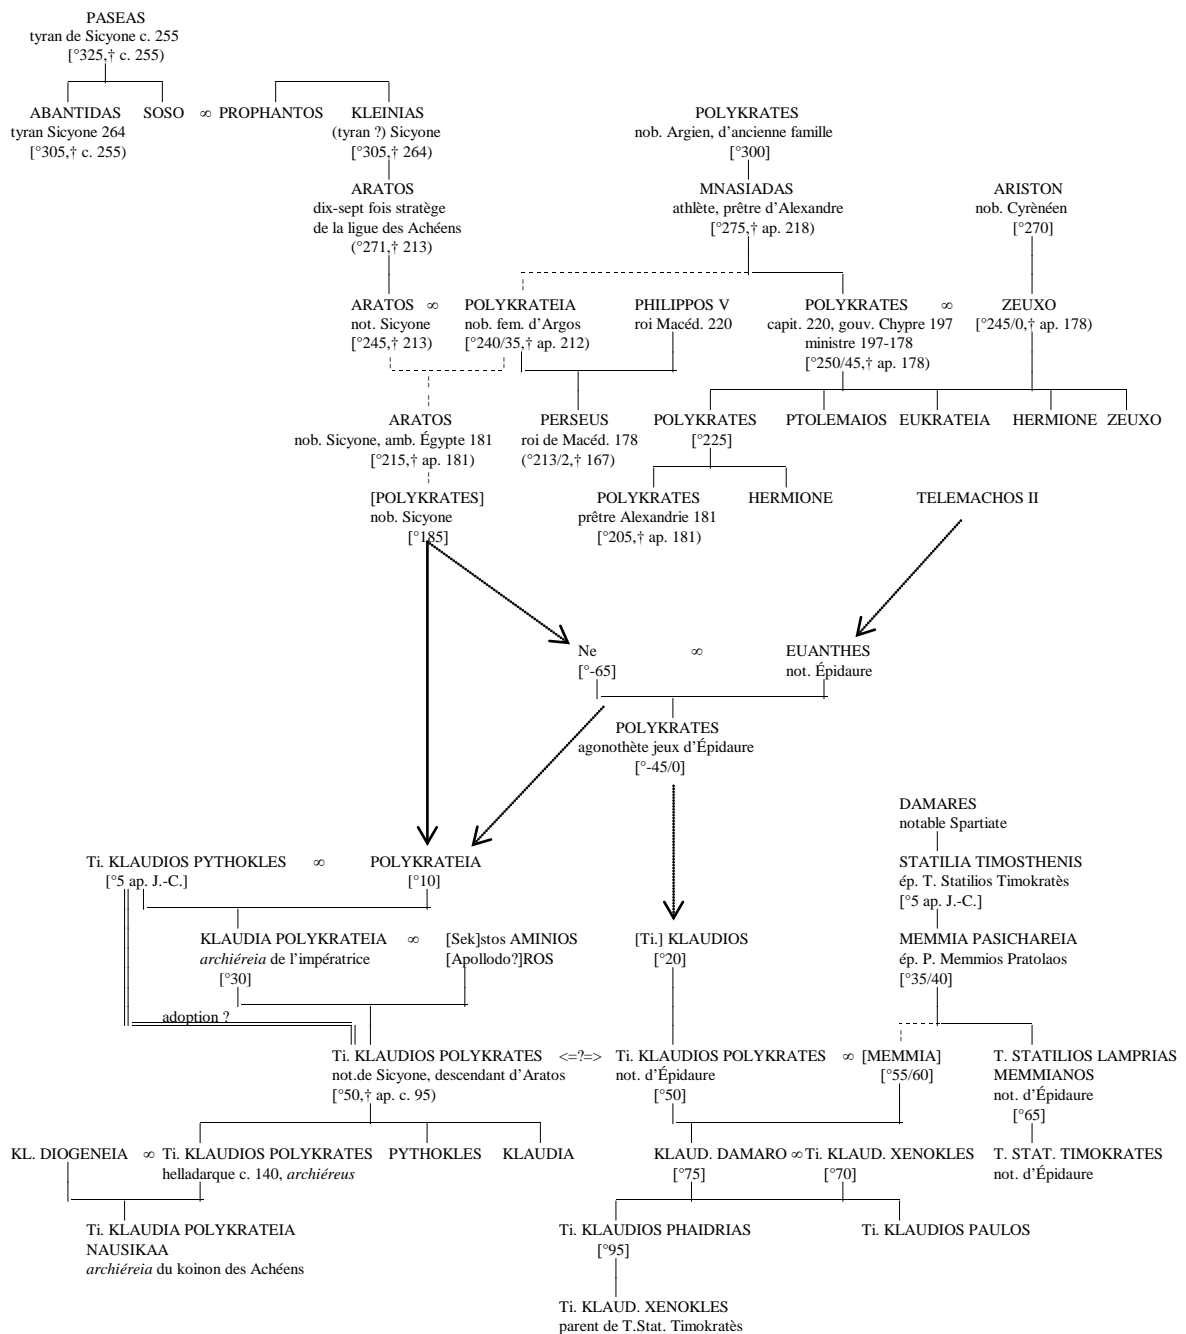 PASEAS
tyran de Sicyone c. 255
[°325,† c. 255)
ABANTIDAS SOSO ∞ PROPHANTOS KLEINIAS POLYKRATES
tyran Sicyone 264 (tyran ?) Sicyone nob. Argien, d'ancienne famille
[°305,† c. 255) [°305,† 264) [°300]
ARATOS MNASIADAS ARISTON
dix-sept fois stratège athlète, prêtre d'Alexandre nob. Cyrènéen
de la ligue des Achéens [°275,† ap. 218) [°270]
(°271,† 213)
ARATOS ∞ POLYKRATEIA PHILIPPOS V POLYKRATES ∞ ZEUXO
not. Sicyone nob. fem. d'Argos roi Macéd. 220 capit. 220, gouv. Chypre 197 [°245/0,† ap. 178)
[°245,† 213) [°240/35,† ap. 212) ministre 197-178
[°250/45,† ap. 178)
ARATOS PERSEUS POLYKRATES PTOLEMAIOS EUKRATEIA HERMIONE ZEUXO
nob. Sicyone, amb. Égypte 181 roi de Macéd. 178 [°225]
[°215,† ap. 181) (°213/2,† 167)
[POLYKRATES] POLYKRATES HERMIONE TELEMACHOS II
nob. Sicyone prêtre Alexandrie 181
[°185] [°205,† ap. 181)
Ne ∞ EUANTHES
[°-65] not. Épidaure
POLYKRATES
agonothète jeux d'Épidaure
[°-45/0]
DAMARES
notable Spartiate
Ti. KLAUDIOS PYTHOKLES ∞ POLYKRATEIA STATILIA TIMOSTHENIS
[°5 ap. J.-C.] [°10] ép. T. Statilios Timokratès
[°5 ap. J.-C.]
KLAUDIA POLYKRATEIA ∞ [Sek]stos AMINIOS [Ti.] KLAUDIOS MEMMIA PASICHAREIA
archiéreia de l'impératrice [Apollodo?]ROS [°20] ép. P. Memmios Pratolaos
[°30] [°35/40]
adoption ?
Ti. KLAUDIOS POLYKRATES <=?=> Ti. KLAUDIOS POLYKRATES ∞ [MEMMIA] T. STATILIOS LAMPRIAS
not.de Sicyone, descendant d'Aratos not. d'Épidaure [°55/60] MEMMIANOS
[°50,† ap. c. 95) [°50] not. d'Épidaure
[°65]
KL. DIOGENEIA ∞ Ti. KLAUDIOS POLYKRATES PYTHOKLES KLAUDIA KLAUD. DAMARO ∞ Ti. KLAUD. XENOKLES T. STAT. TIMOKRATES
helladarque c. 140, archiéreus [°75] [°70] not. d'Épidaure
Ti. KLAUDIA POLYKRATEIA Ti. KLAUDIOS PHAIDRIAS Ti. KLAUDIOS PAULOS
NAUSIKAA [°95]
archiéreia du koinon des Achéens
Ti. KLAUD. XENOKLES
parent de T.Stat. Timokratès